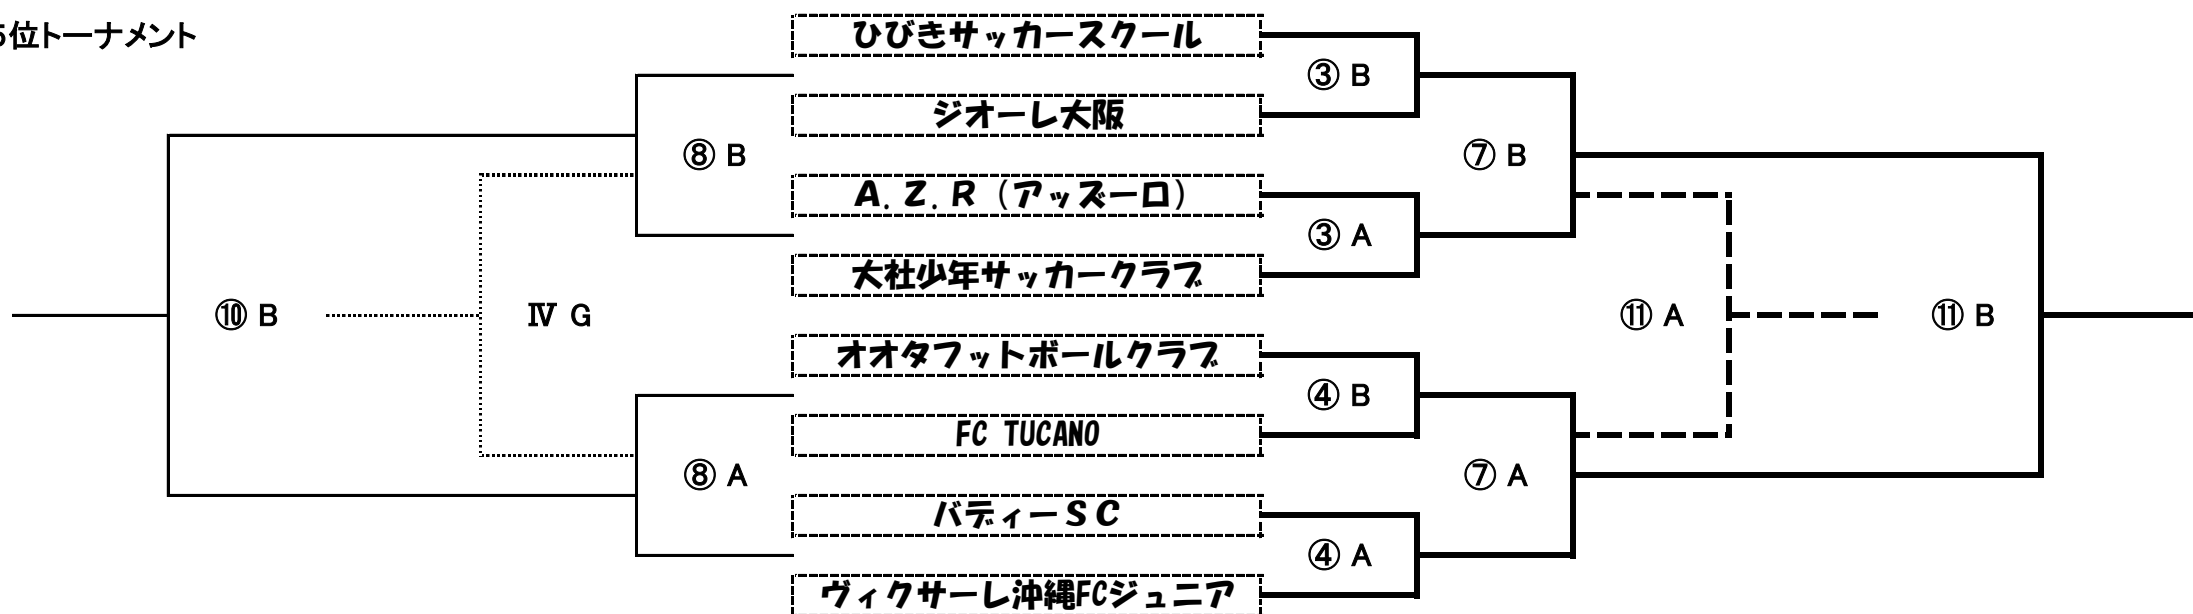 位トーナメント
ひびきサッカースクール
③ B
ジオーレ大阪
⑧ B
⑦ B
A.Z.R（アッズーロ）
③ A
大社少年サッカークラブ
⑩ B
Ⅳ G
⑪ A
⑪ B
オオタフットボールクラブ
④ B
FC TUCANO
⑧ A
⑦ A
バディーＳＣ
④ A
ヴィクサーレ沖縄FCジュニア